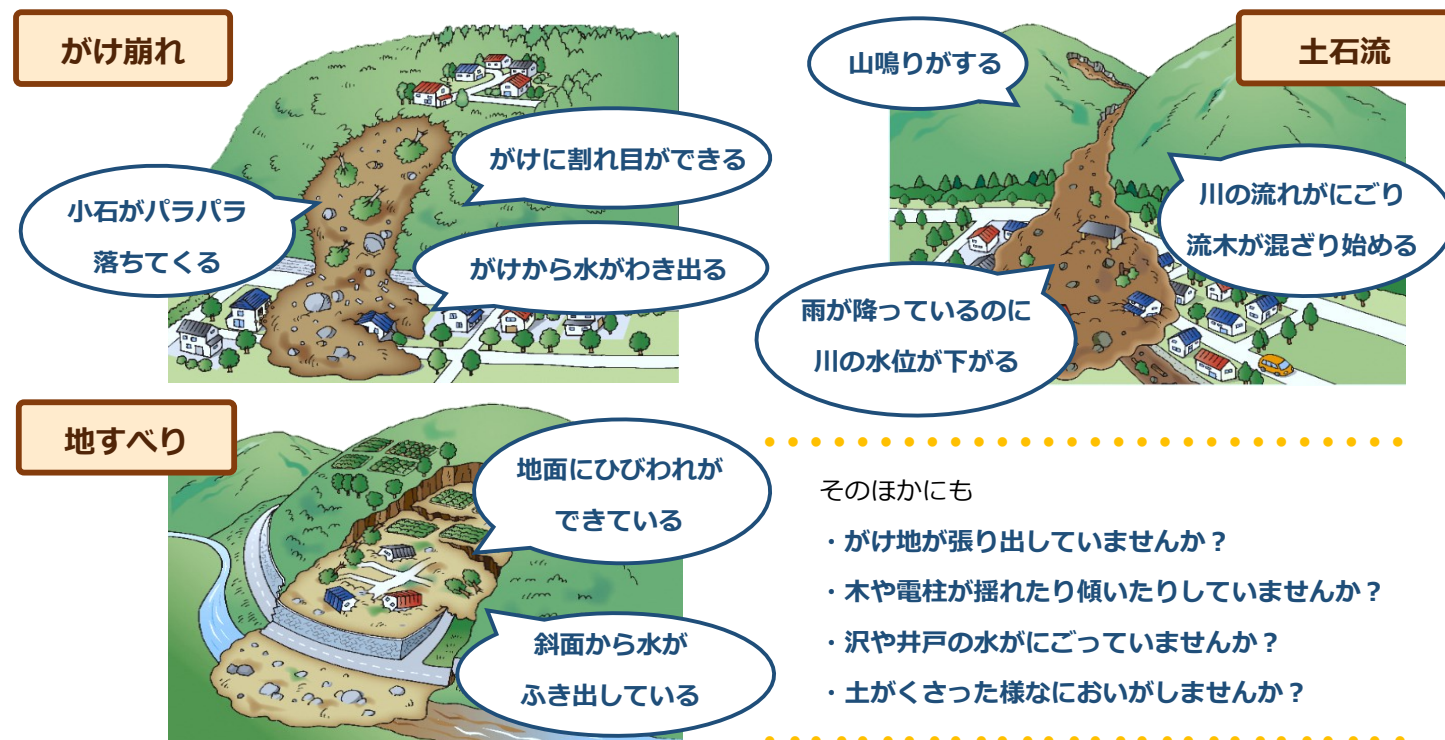 がけ崩れ
がけに割れ目ができる
小石がパラパラ
落ちてくる
がけから水がわき出る
土石流
山鳴りがする
川の流れがにごり
流木が混ざり始める
雨が降っているのに
川の水位が下がる
地すべり
地面にひびわれが
できている
斜面から水が
ふき出している
そのほかにも
・がけ地が張り出していませんか？
・木や電柱が揺れたり傾いたりしていませんか？
・沢や井戸の水がにごっていませんか？
・土がくさった様なにおいがしませんか？